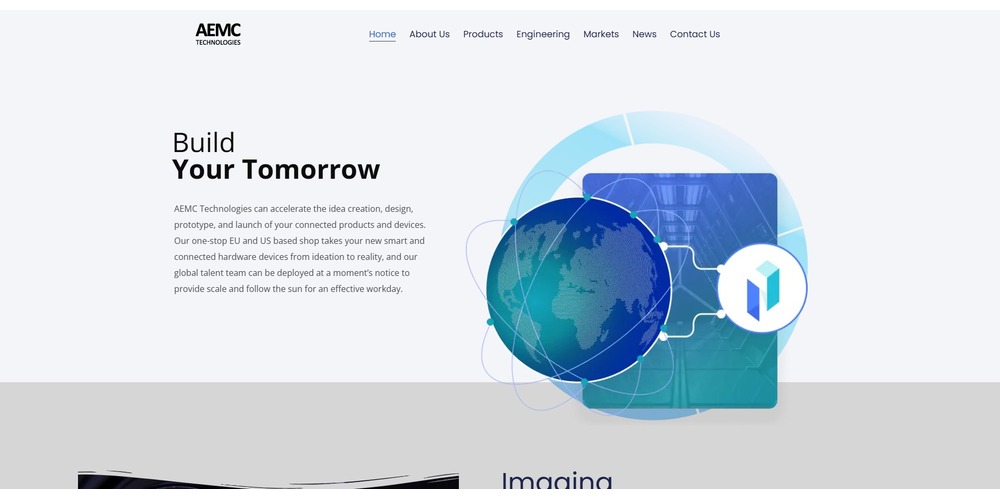 AEMC
TECHNOLOGIES
Home About Us Products Engineering Markets News Contact Us
Build
Your Tomorrow
AEMC Technologies can accelerate the idea creation, design,
prototype, and launch of your connected products and devices.
Our one-stop EU and US based shop takes your new smart and
connected hardware devices from ideation to reality, and our
global talent team can be deployed at a moment's notice to
provide scale and follow the sun for an effective workday.
Imaging